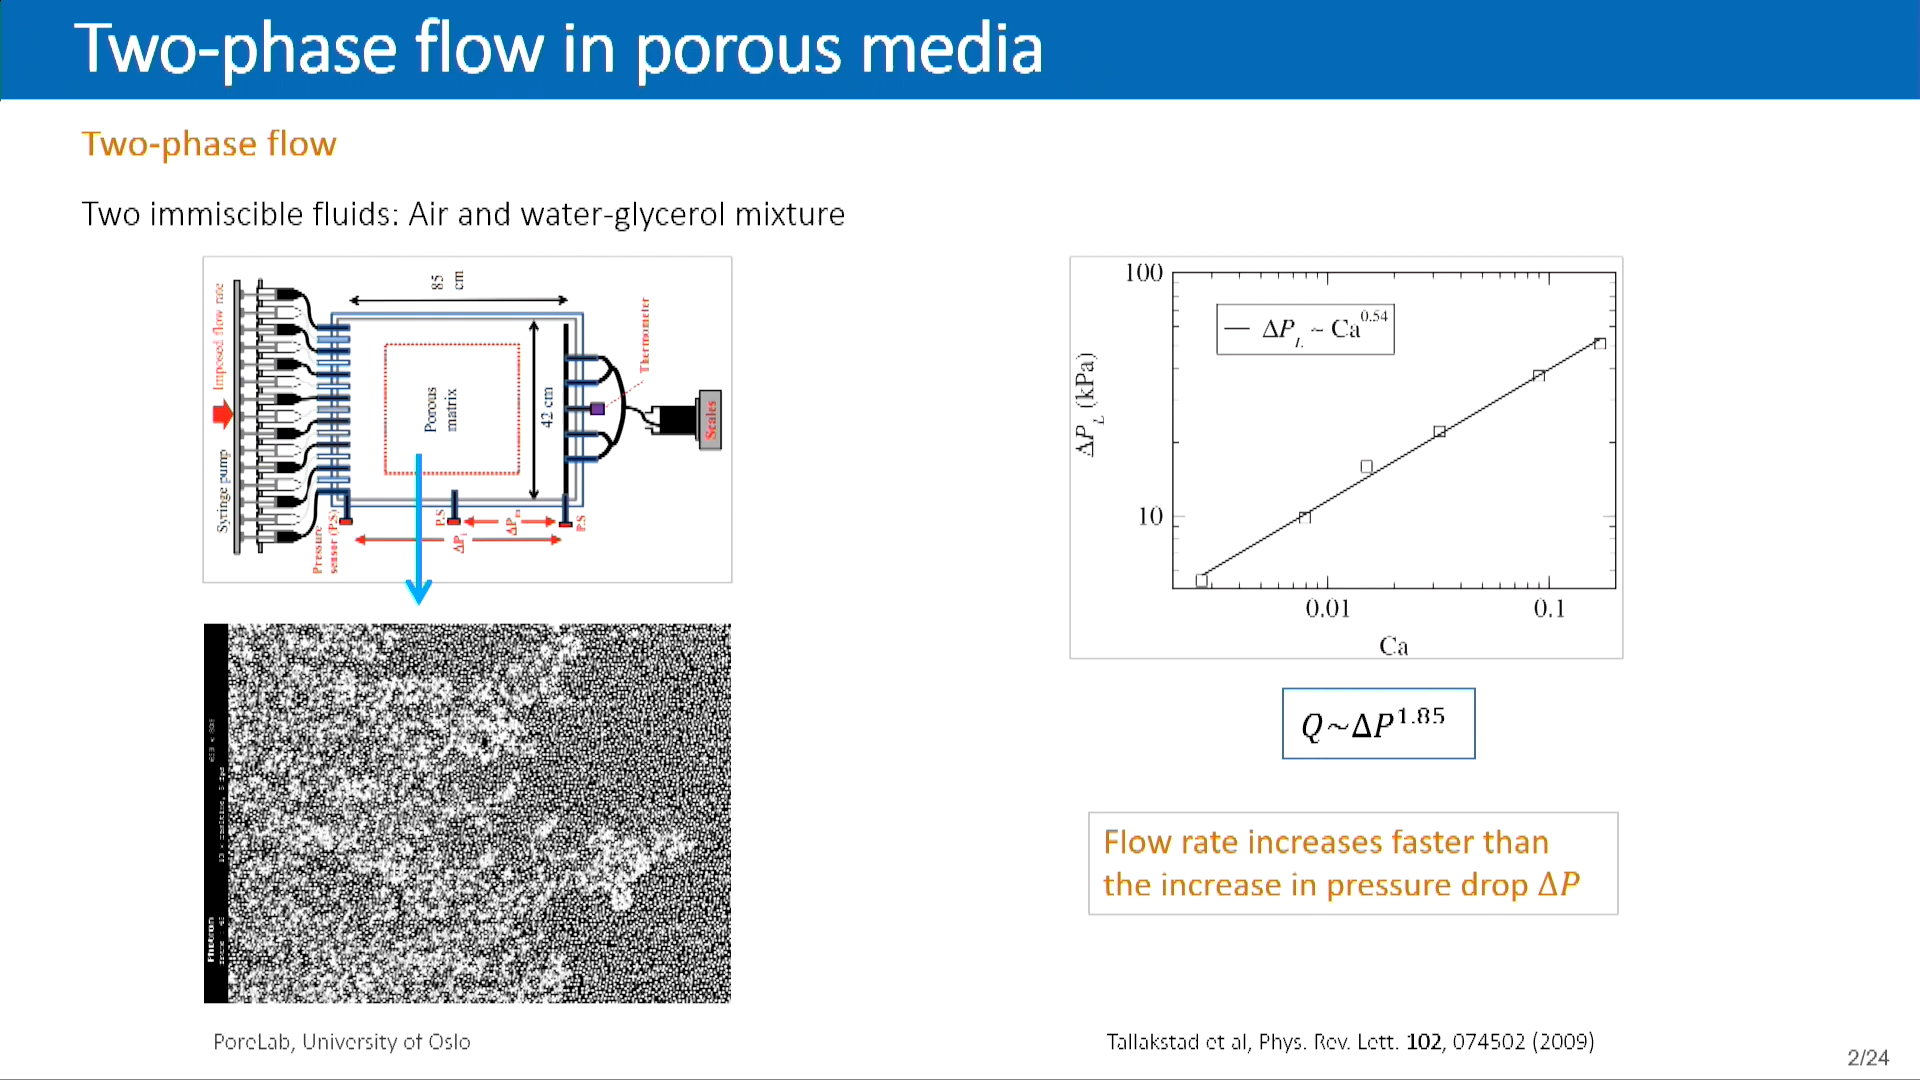 Two-phase flow in porous media
Two-phase flow
Two immiscible fluids: Air and water-glycerol mixture
Syringe pump
Imposed flow rate
Pressure
sensor (P.S)
85
cm
Porous
matrix
42 cm
Thermometer
Scales
P.S
P.S
100
10
ΔP_L (kPa)
ΔP_L ~ Ca^0.54
0.01
0.1
Ca
Q~ΔP^1.85
Flow rate increases faster than
the increase in pressure drop ΔP
Photron
PoreLab, University of Oslo
Tallakstad et al, Phys. Rev. Lett. 102, 074502 (2009)
2/24